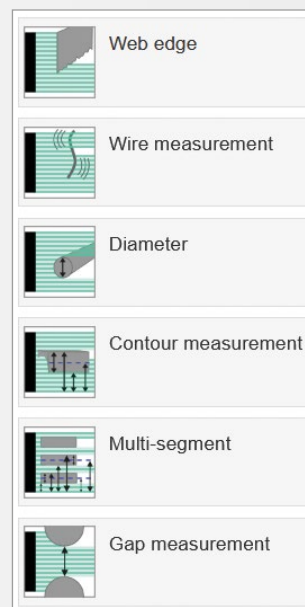 Web edge
Wire measurement
Diameter
Contour measurement
Multi-segment
Gap measurement